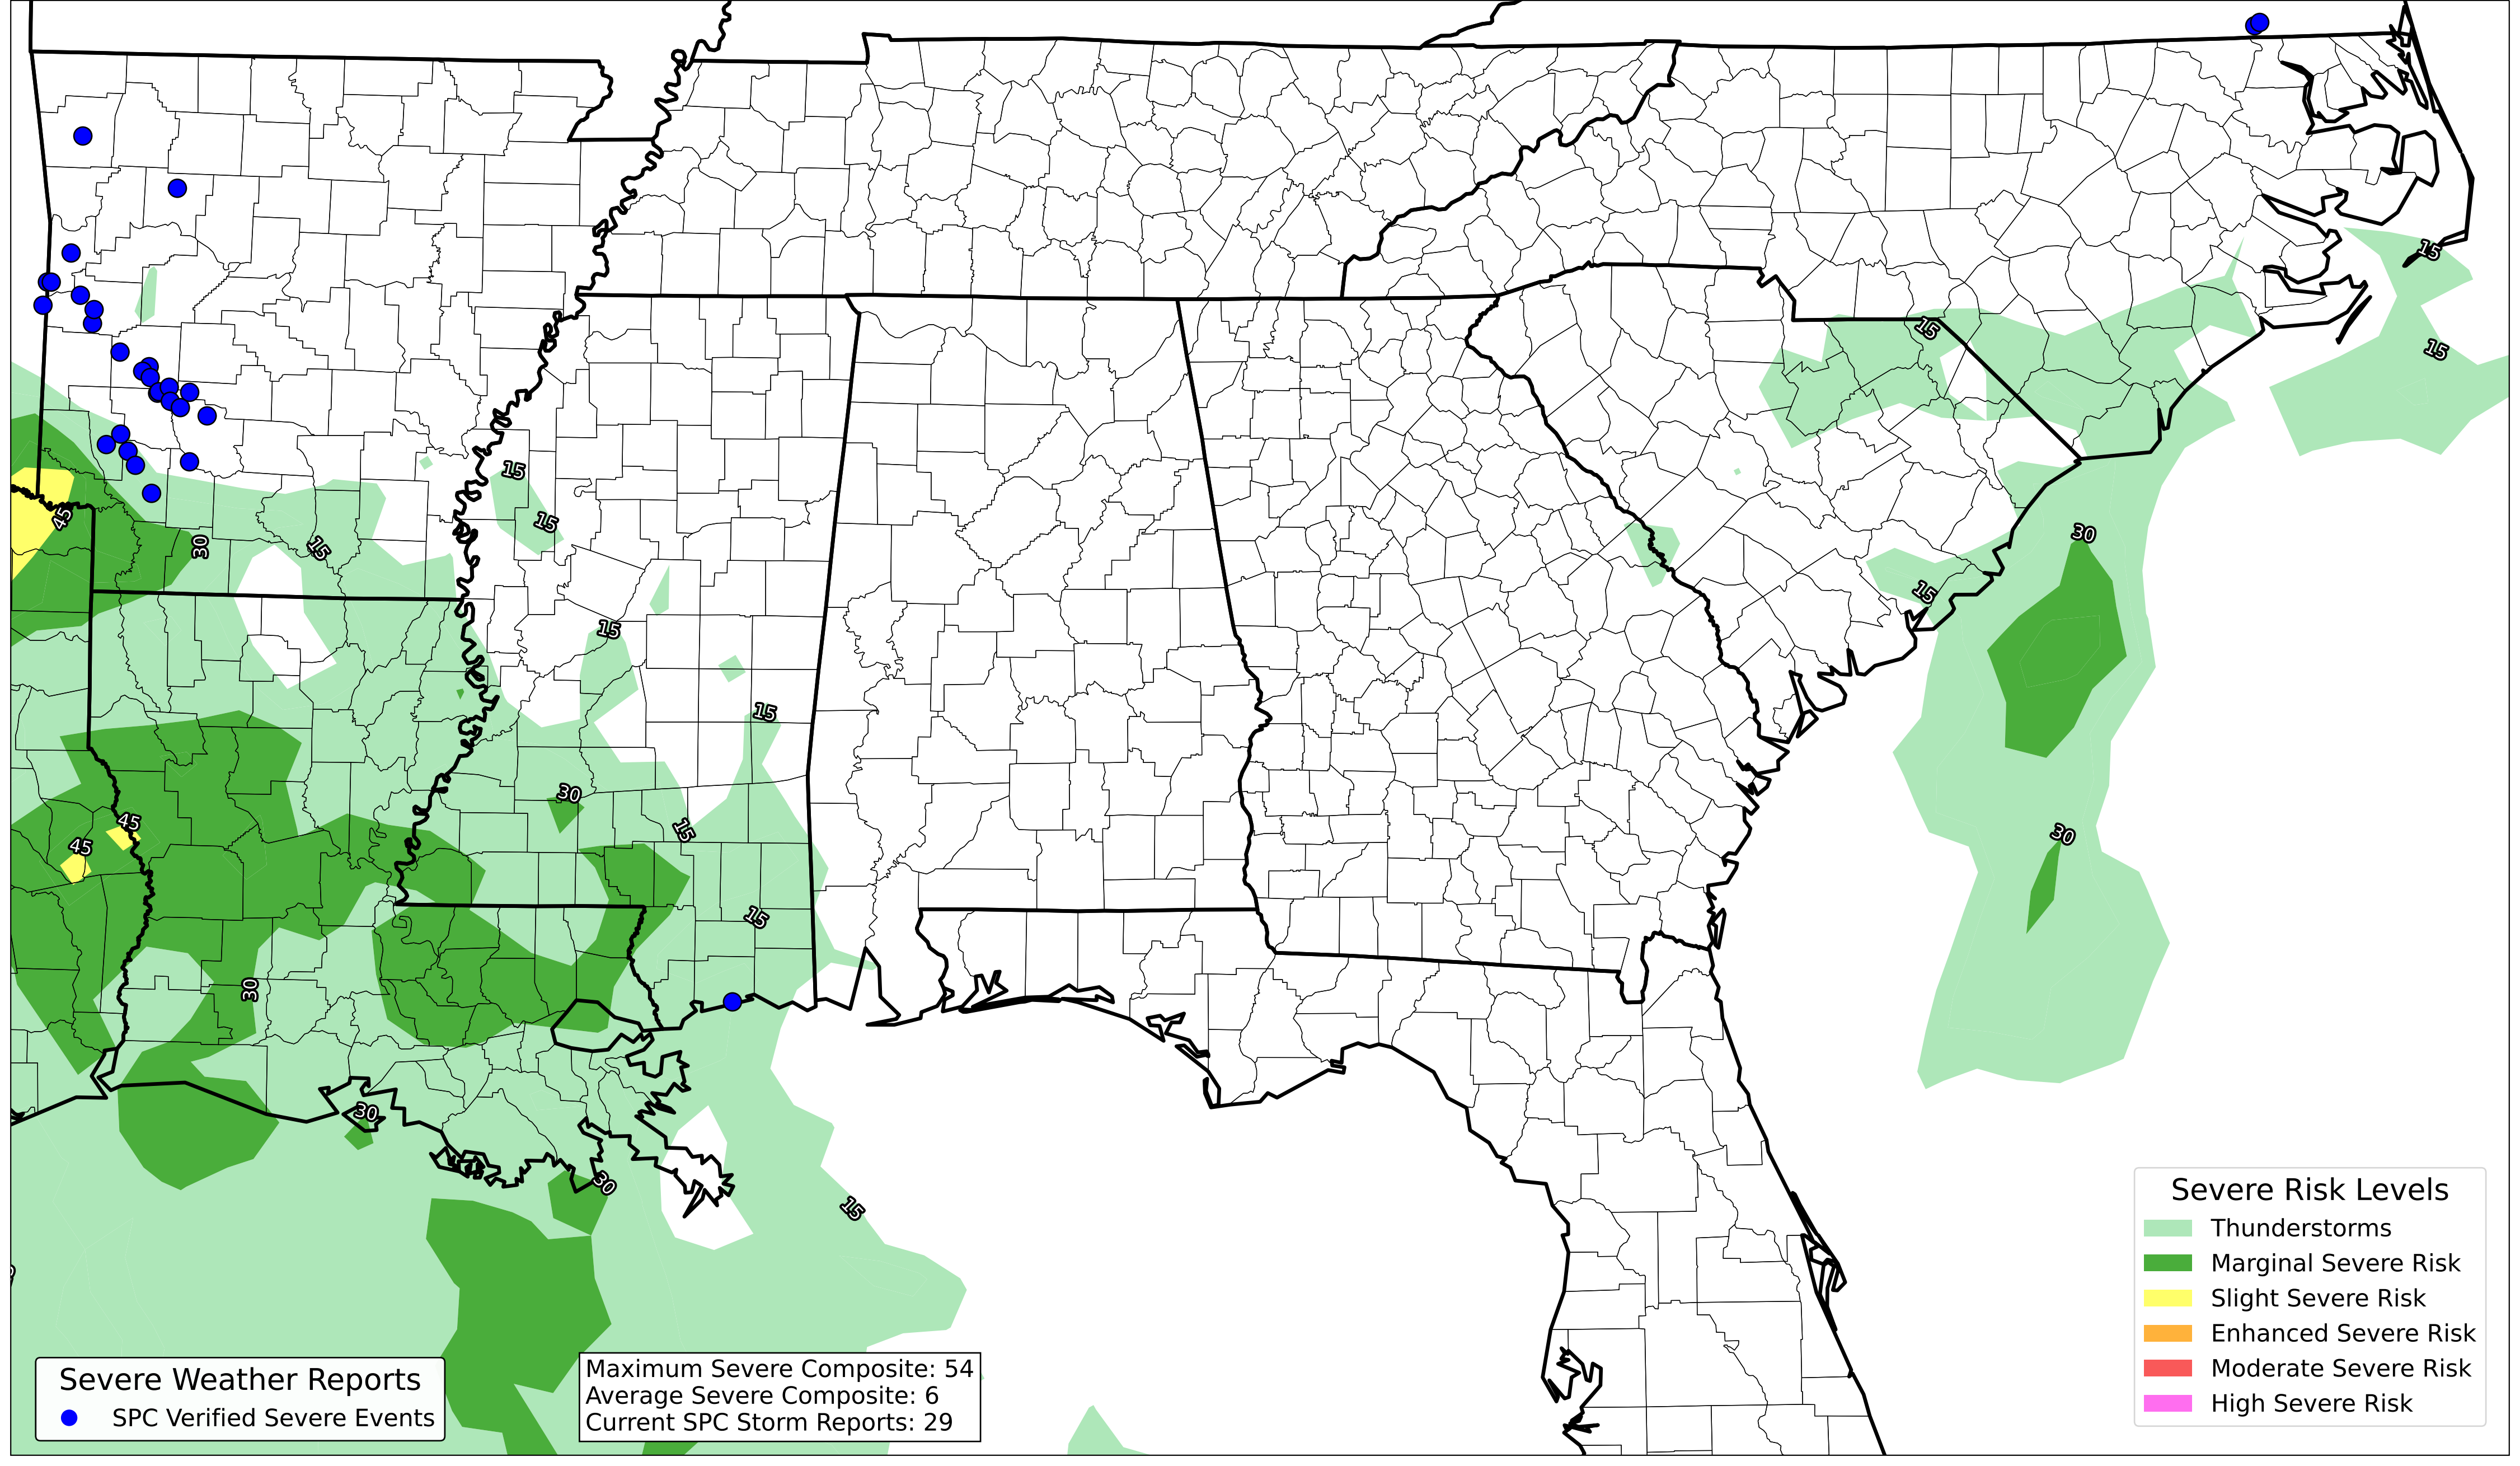 15
15
15
15
45
30
15
15
30
15
15
15
30
45
45
15
30
15
30
30
30
15
Severe Risk Levels
Thunderstorms
Marginal Severe Risk
Slight Severe Risk
Enhanced Severe Risk
Moderate Severe Risk
High Severe Risk
Severe Weather Reports
SPC Verified Severe Events
Maximum Severe Composite: 54
Average Severe Composite: 6
Current SPC Storm Reports: 29